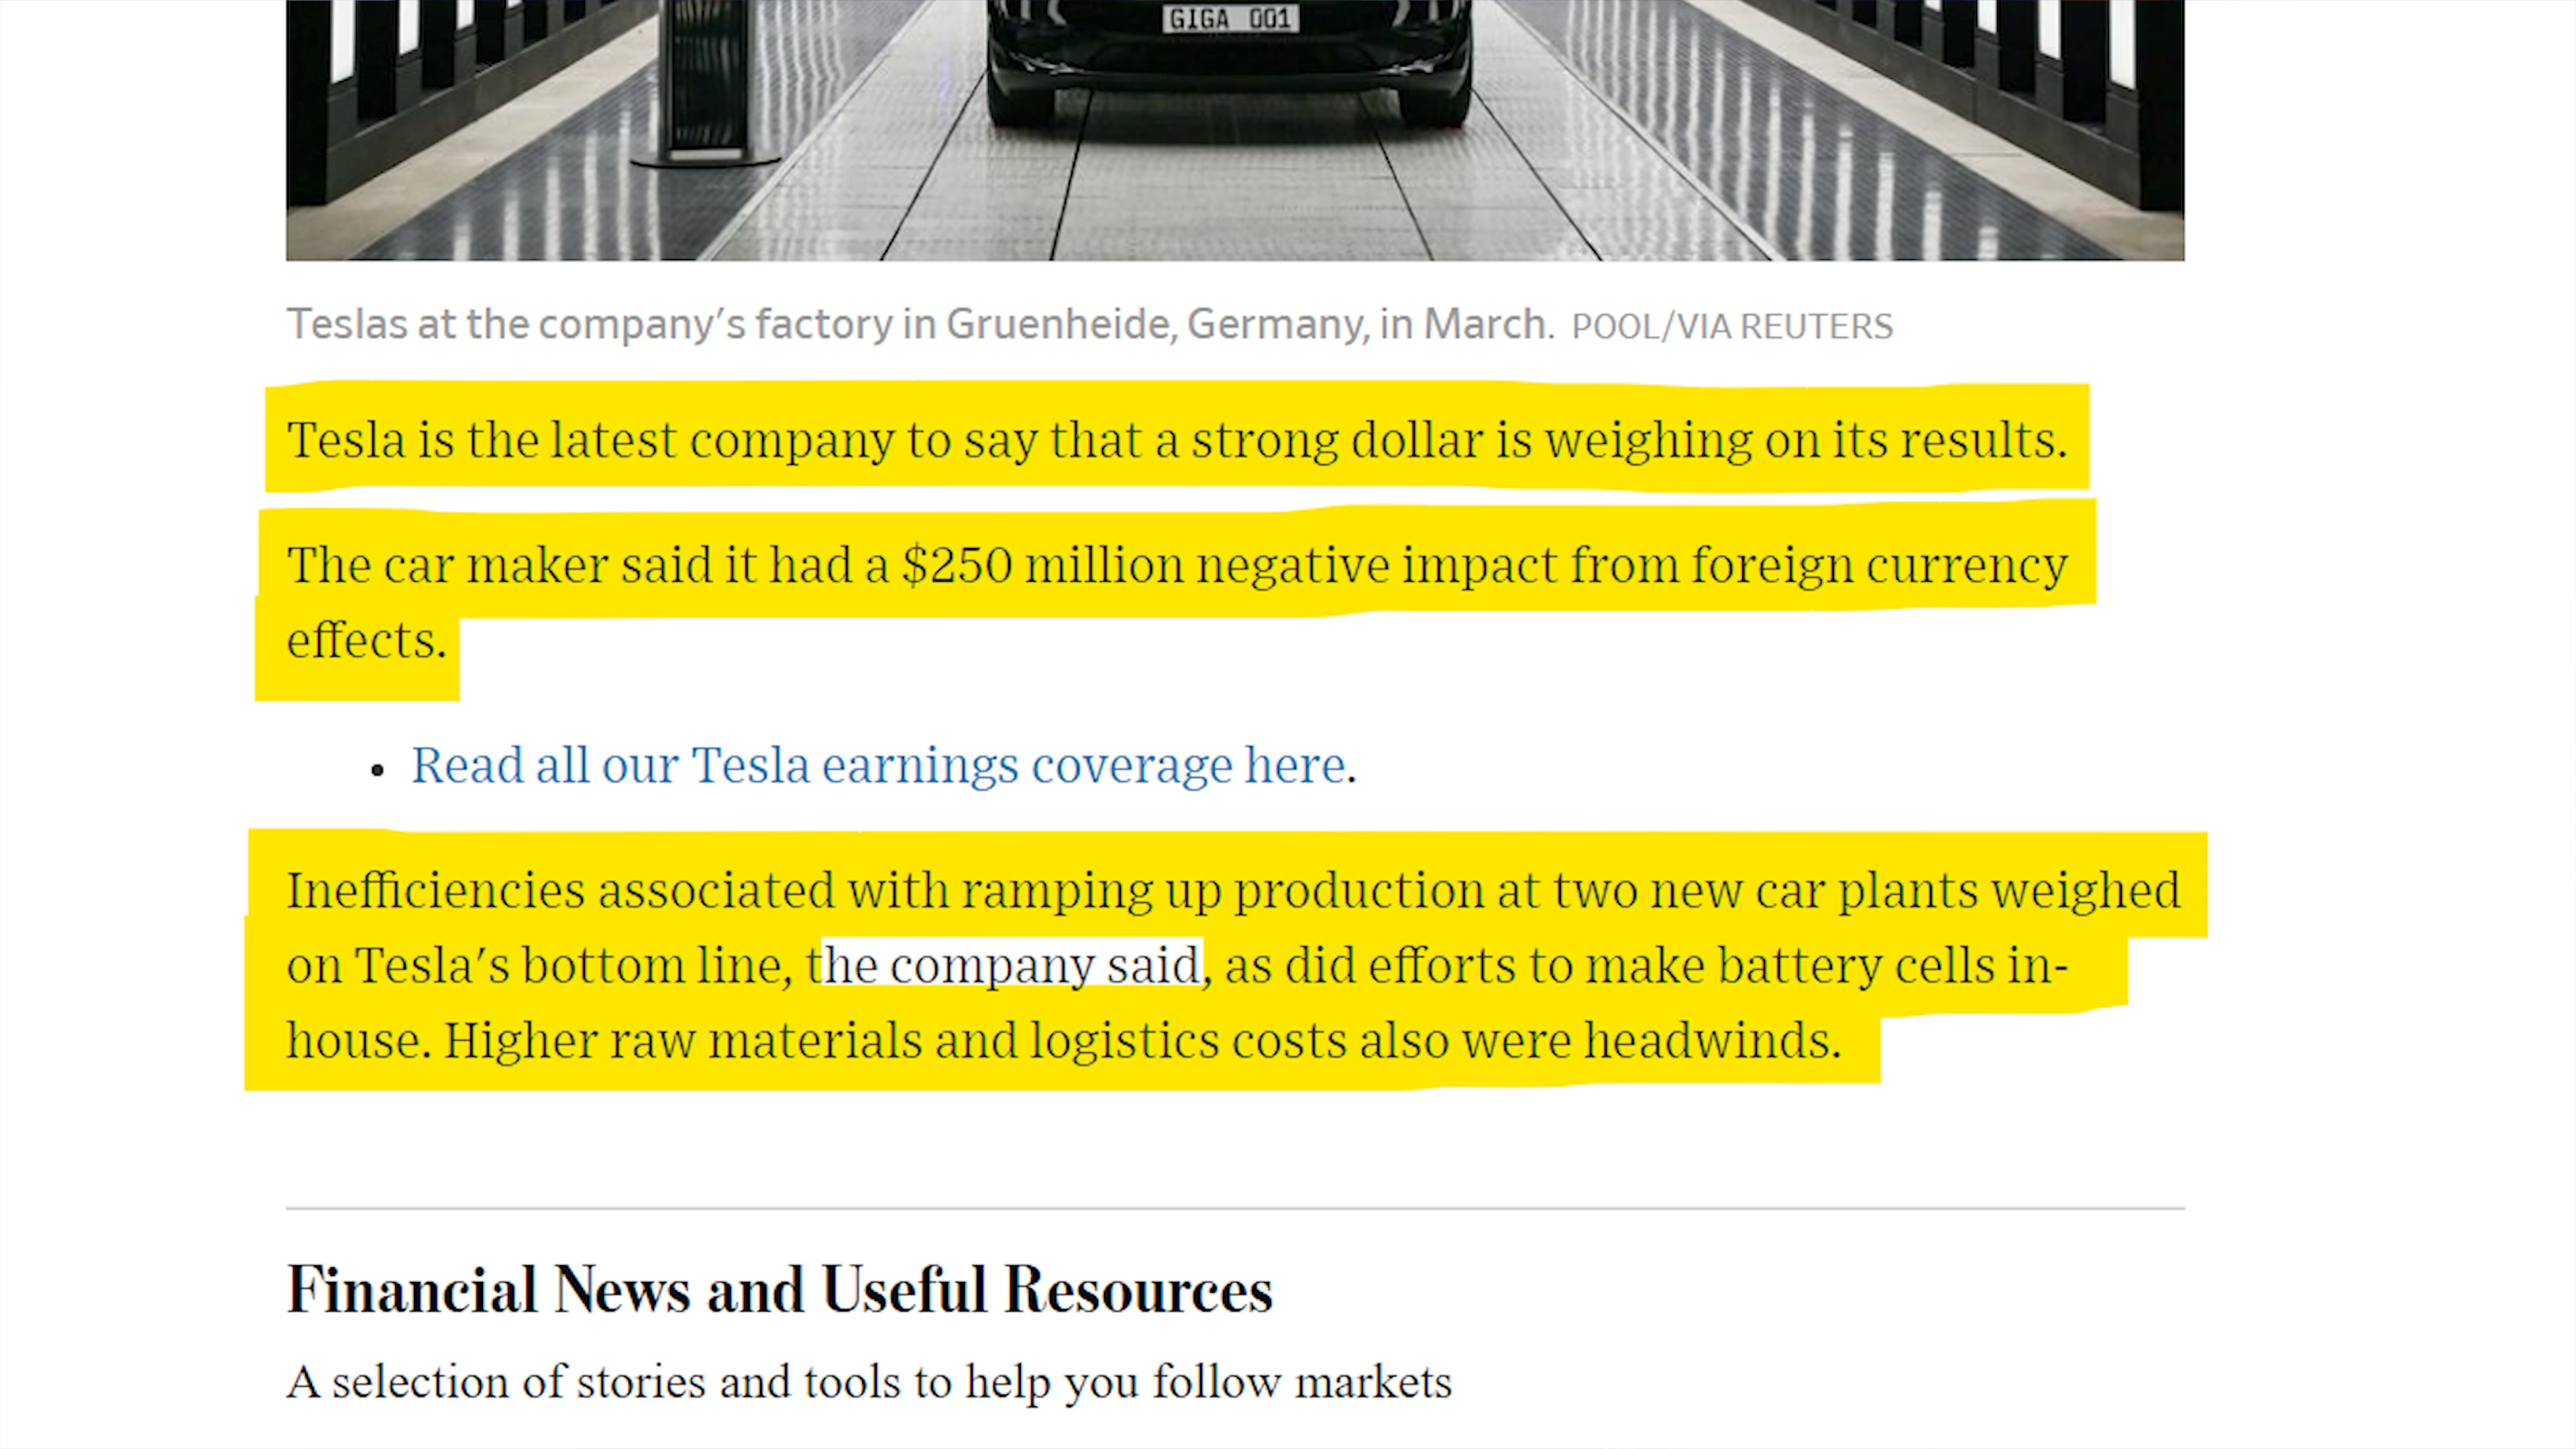 GIGA 001
Teslas at the company's factory in Gruenheide, Germany, in March. POOL/VIA REUTERS
Tesla is the latest company to say that a strong dollar is weighing on its results.
The car maker said it had a $250 million negative impact from foreign currency
effects.
• Read all our Tesla earnings coverage here.
Inefficiencies associated with ramping up production at two new car plants weighed
on Tesla's bottom line, the company said, as did efforts to make battery cells in-
house. Higher raw materials and logistics costs also were headwinds.
Financial News and Useful Resources
A selection of stories and tools to help you follow markets